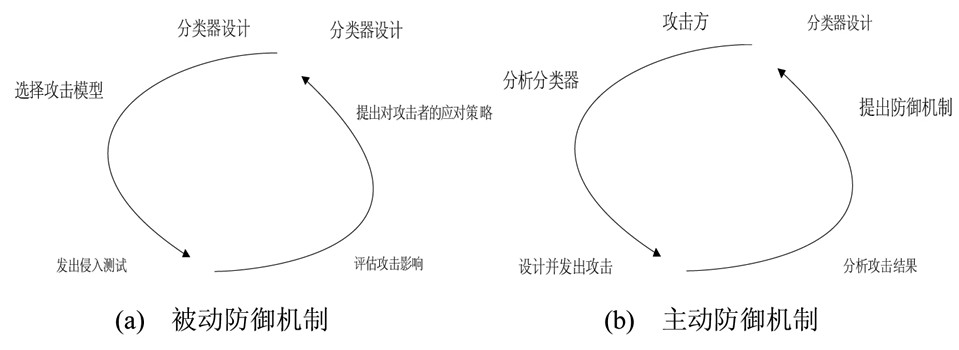 分类器设计
分类器设计
选择攻击模型
提出对攻击者的应对策略
发出侵入测试
评估攻击影响
(a) 被动防御机制
攻击方
分类器设计
分析分类器
提出防御机制
设计并发出攻击
分析攻击结果
(b) 主动防御机制